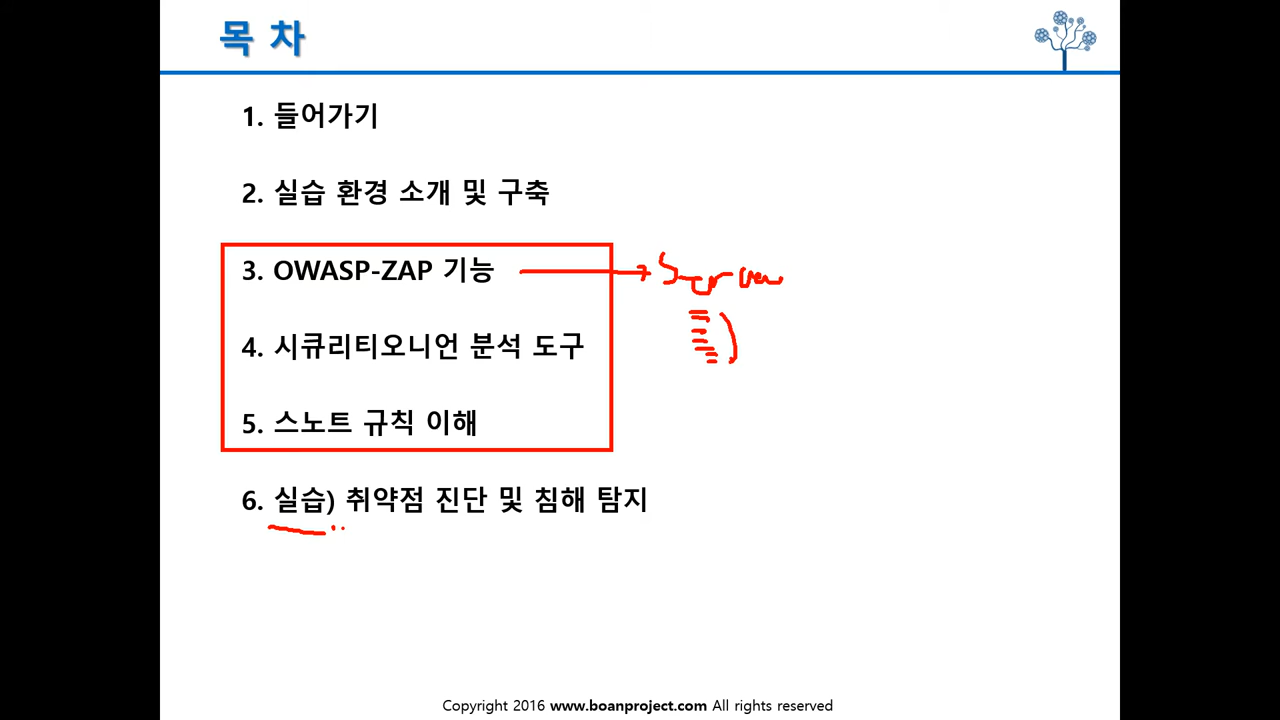 목 차
1. 들어가기
2. 실습 환경 소개 및 구축
3. OWASP-ZAP 기능
4. 시큐리티오니언 분석 도구
5. 스노트 규칙 이해
6. 실습) 취약점 진단 및 침해 탐지
Copyright 2016 www.boanproject.com All rights reserved